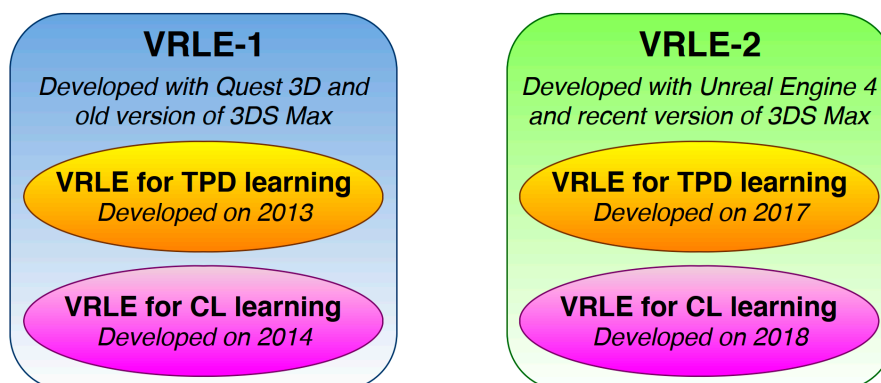 VRLE-1
Developed with Quest 3D and
old version of 3DS Max
VRLE for TPD learning
Developed on 2013
VRLE for CL learning
Developed on 2014
VRLE-2
Developed with Unreal Engine 4
and recent version of 3DS Max
VRLE for TPD learning
Developed on 2017
VRLE for CL learning
Developed on 2018